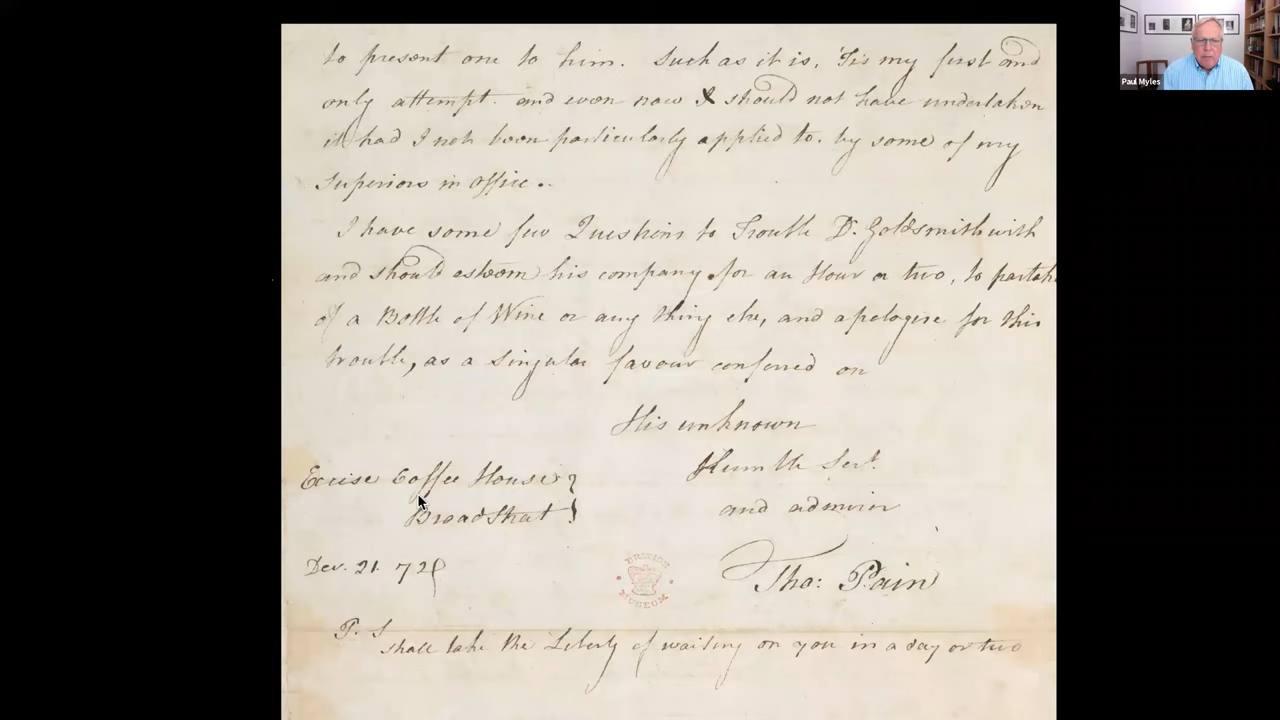 to present one to him. Such as it is, 'Tis my first and
only attempt. and even now I should not have undertaken
it had I not been particularly applied to. by some of my
Superiors in Office..
I have some few Questions to Trouble Dr. Goldsmith with
and should esteem his company for an Hour or two, to partake
of a Bottle of Wine or any thing else, and apologise for this
trouble, as a Singular favour conferred on
His unknown
Humble Sert.
and admirer
Excise Coffee House
Broad Street
Tho: Pain
Dec. 21. 72
BRITISH
MUSEUM
P. S
shall take the Liberty of waiting on you in a day or two
Paul Myles